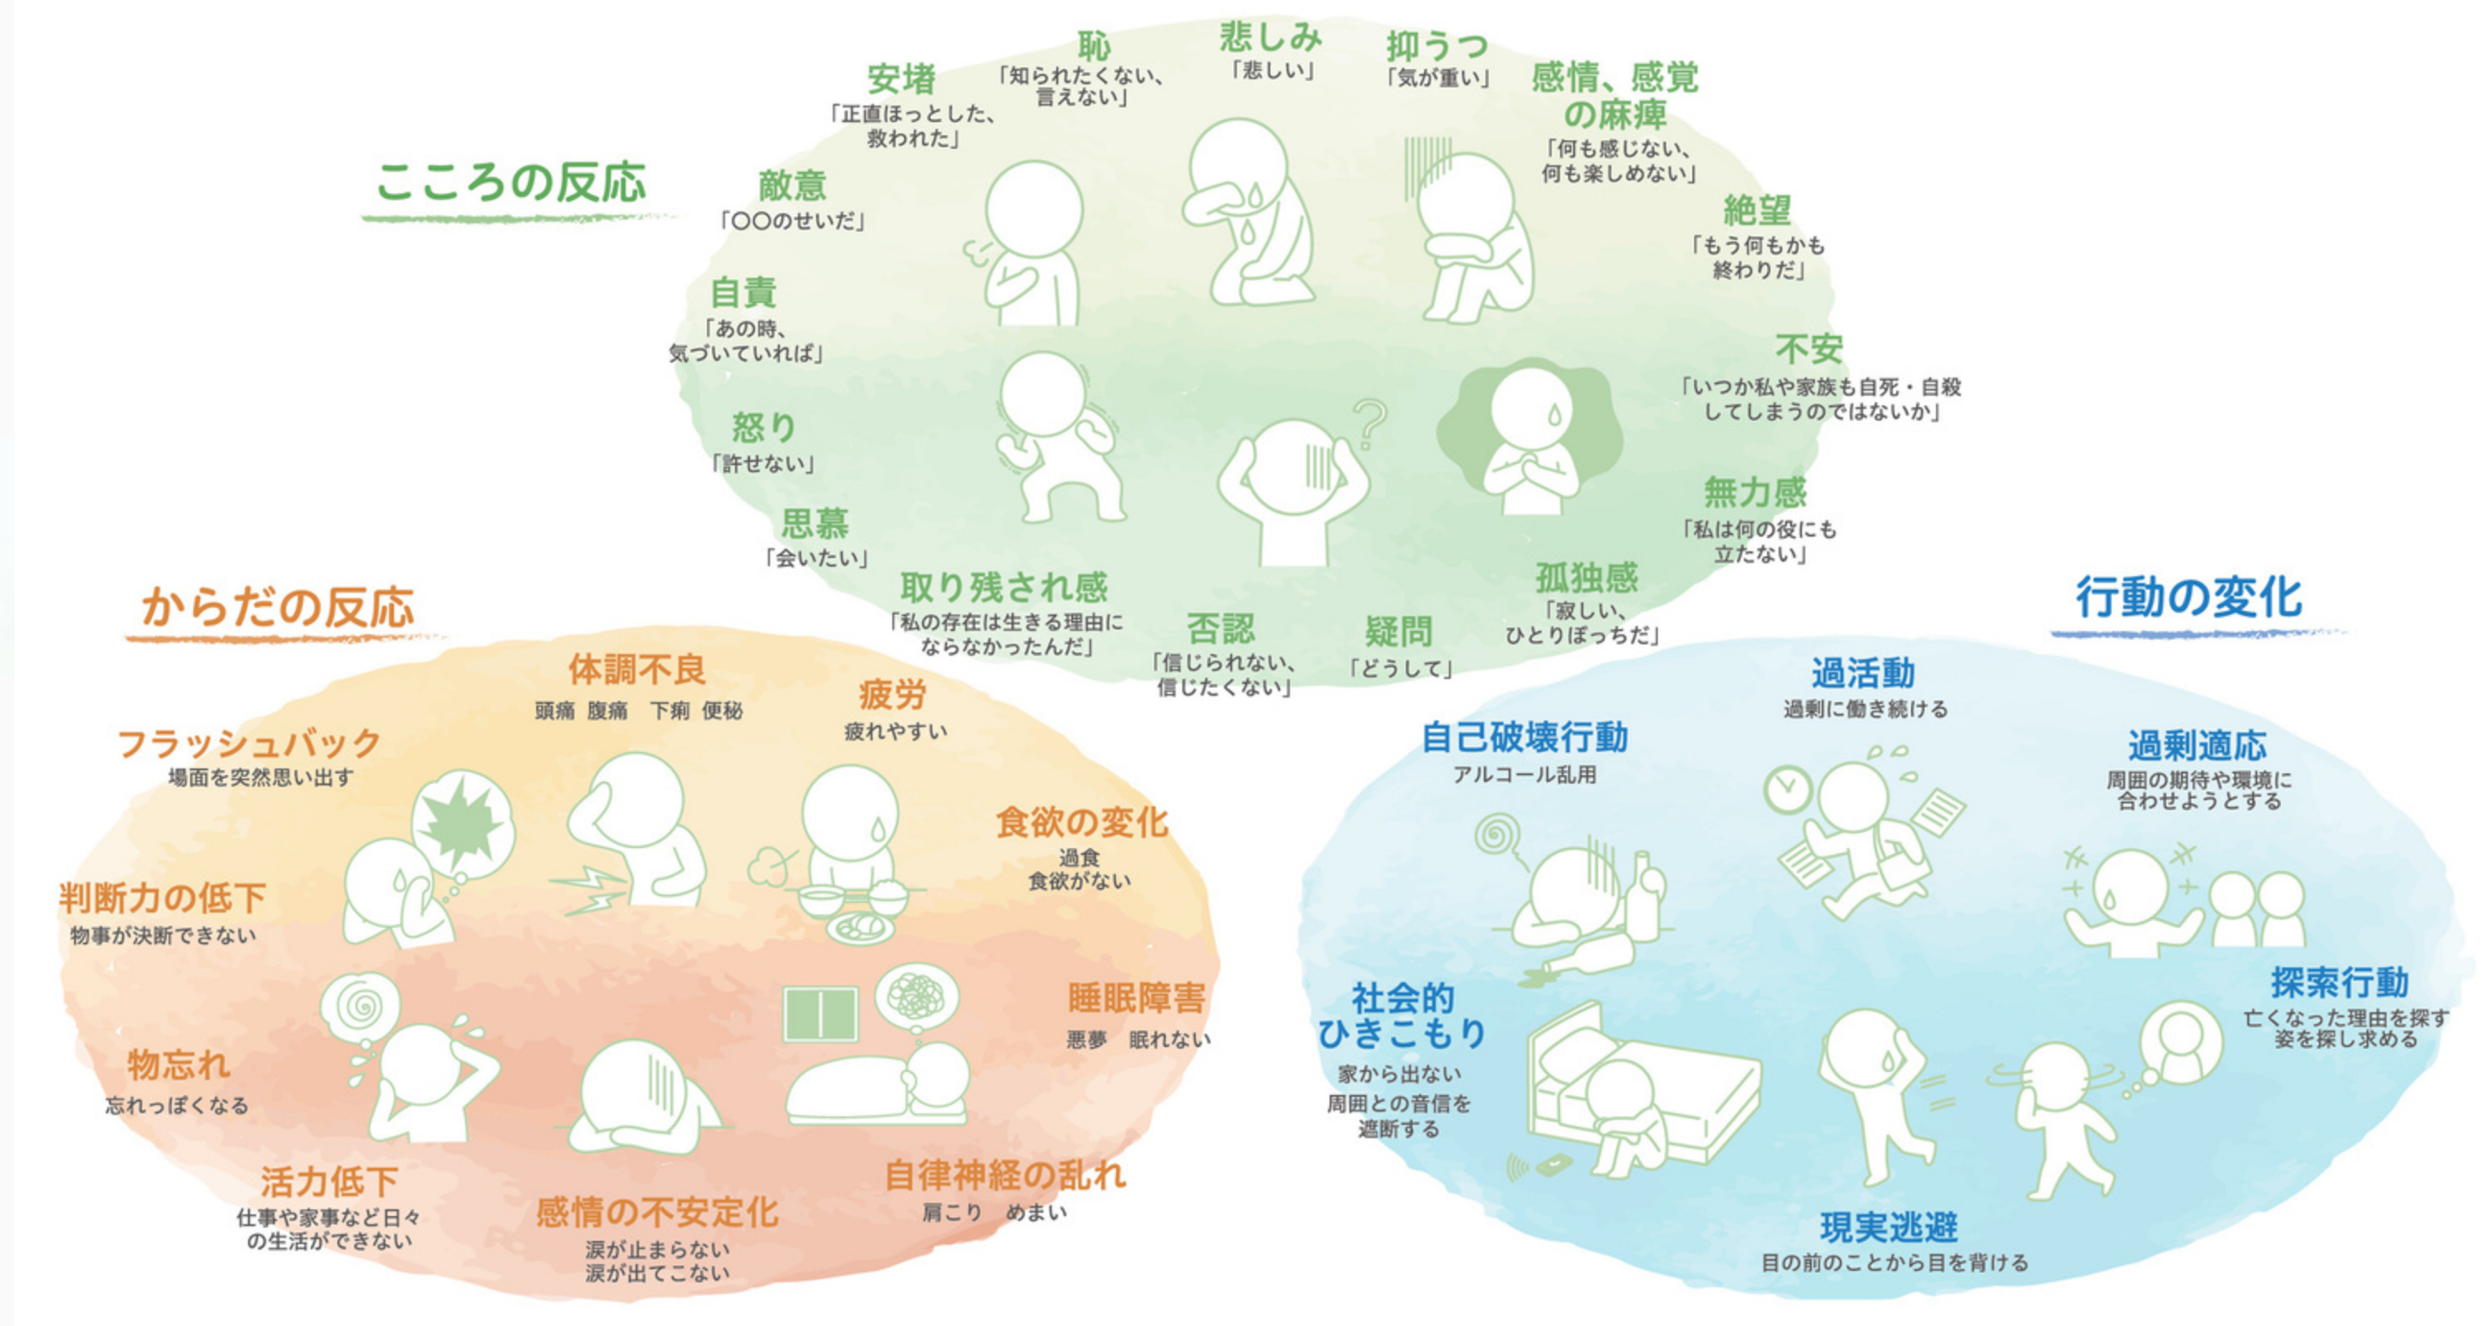 こころの反応
恥
「知られたくない、
言えない」
悲しみ
「悲しい」
抑うつ
「気が重い」
感情、感覚
の麻痺
「何も感じない、
何も楽しめない」
絶望
「もう何もかも
終わりだ」
不安
「いつか私や家族も自死・自殺
してしまうのではないか」
無力感
「私は何の役にも
立たない」
孤独感
「寂しい、
ひとりぼっちだ」
疑問
「どうして」
否認
「信じられない、
信じたくない」
取り残され感
「私の存在は生きる理由に
ならなかったんだ」
思慕
「会いたい」
怒り
「許せない」
自責
「あの時、
気づいていれば」
敵意
「〇〇のせいだ」
安堵
「正直ほっとした、
救われた」
からだの反応
体調不良
頭痛 腹痛 下痢 便秘
疲労
疲れやすい
食欲の変化
過食
食欲がない
睡眠障害
悪夢 眠れない
自律神経の乱れ
肩こり めまい
感情の不安定化
涙が止まらない
涙が出てこない
活力低下
仕事や家事など日々
の生活ができない
物忘れ
忘れっぽくなる
判断力の低下
物事が決断できない
フラッシュバック
場面を突然思い出す
行動の変化
過活動
過剰に働き続ける
過剰適応
周囲の期待や環境に
合わせようとする
探索行動
亡くなった理由を探す
姿を探し求める
現実逃避
目の前のことから目を背ける
社会的
ひきこもり
家から出ない
周囲との音信を
遮断する
自己破壊行動
アルコール乱用
?